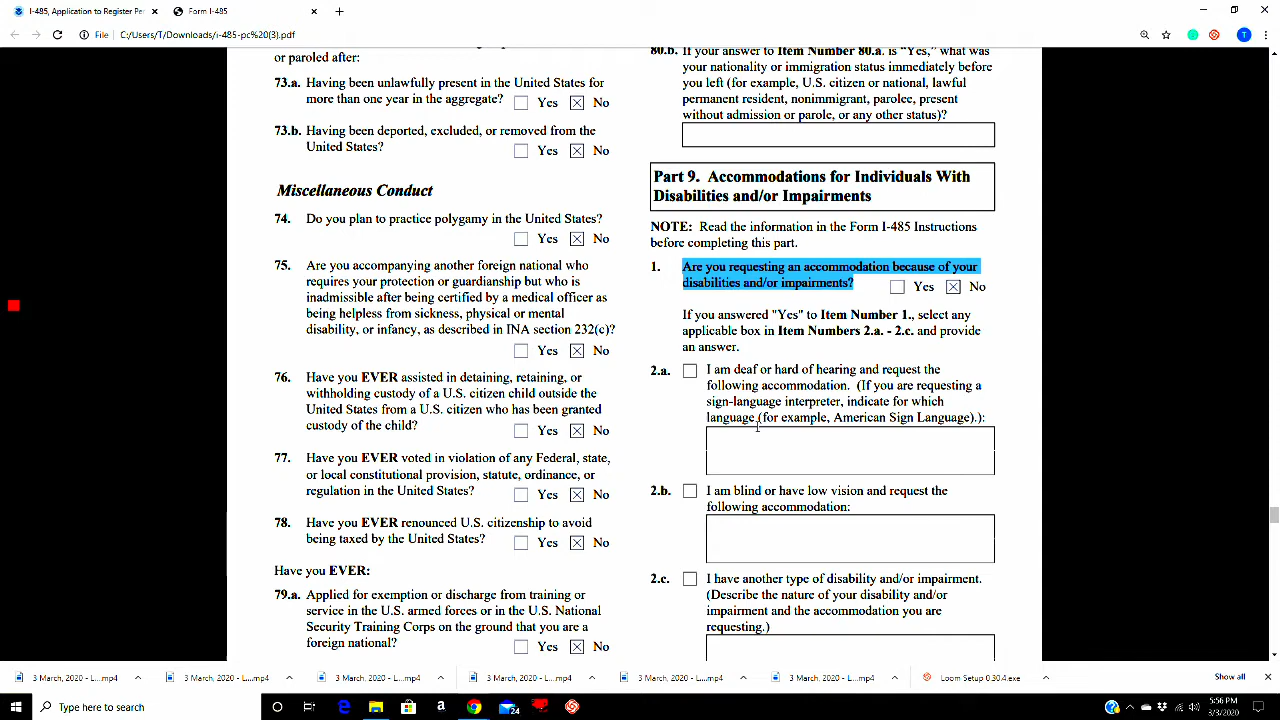 I-485, Application to Register Per
Form I-485
File
C:/Users/T/Downloads/i-485-pc%20(3).pdf
T
or paroled after:
73.a. Having been unlawfully present in the United States for
more than one year in the aggregate?
Yes
No
73.b. Having been deported, excluded, or removed from the
United States?
Yes
No
Miscellaneous Conduct
74. Do you plan to practice polygamy in the United States?
Yes
No
75. Are you accompanying another foreign national who
requires your protection or guardianship but who is
inadmissible after being certified by a medical officer as
being helpless from sickness, physical or mental
disability, or infancy, as described in INA section 232(c)?
Yes
No
76. Have you EVER assisted in detaining, retaining, or
withholding custody of a U.S. citizen child outside the
United States from a U.S. citizen who has been granted
custody of the child?
Yes
No
77. Have you EVER voted in violation of any Federal, state,
or local constitutional provision, statute, ordinance, or
regulation in the United States?
Yes
No
78. Have you EVER renounced U.S. citizenship to avoid
being taxed by the United States?
Yes
No
Have you EVER:
79.a. Applied for exemption or discharge from training or
service in the U.S. armed forces or in the U.S. National
Security Training Corps on the ground that you are a
foreign national?
Yes
No
80.b. If your answer to Item Number 80.a. is "Yes," what was
your nationality or immigration status immediately before
you left (for example, U.S. citizen or national, lawful
permanent resident, nonimmigrant, parolee, present
without admission or parole, or any other status)?
Part 9. Accommodations for Individuals With
Disabilities and/or Impairments
NOTE: Read the information in the Form I-485 Instructions
before completing this part.
1. Are you requesting an accommodation because of your
disabilities and/or impairments?
Yes
No
If you answered "Yes" to Item Number 1., select any
applicable box in Item Numbers 2.a. - 2.c. and provide
an answer.
2.a. I am deaf or hard of hearing and request the
following accommodation. (If you are requesting a
sign-language interpreter, indicate for which
language (for example, American Sign Language).):
2.b. I am blind or have low vision and request the
following accommodation:
2.c. I have another type of disability and/or impairment.
(Describe the nature of your disability and/or
impairment and the accommodation you are
requesting.)
3 March, 2020 - L....mp4
3 March, 2020 - L....mp4
3 March, 2020 - L....mp4
3 March, 2020 - L....mp4
3 March, 2020 - L....mp4
3 March, 2020 - L....mp4
Loom Setup 0.30.4.exe
Show all
Type here to search
24
5:56 PM
3/3/2020